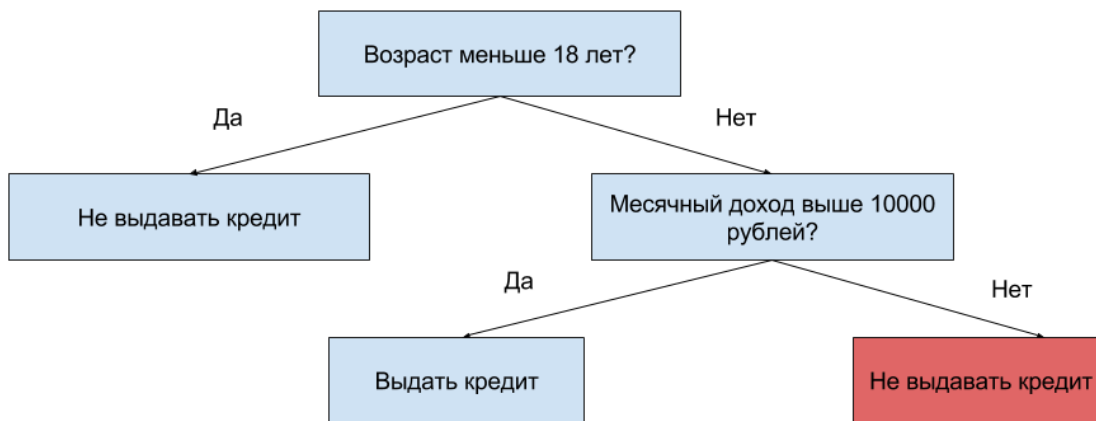 Возраст меньше 18 лет?
Да
Нет
Не выдавать кредит
Месячный доход выше 10000
рублей?
Да
Нет
Выдать кредит
Не выдавать кредит